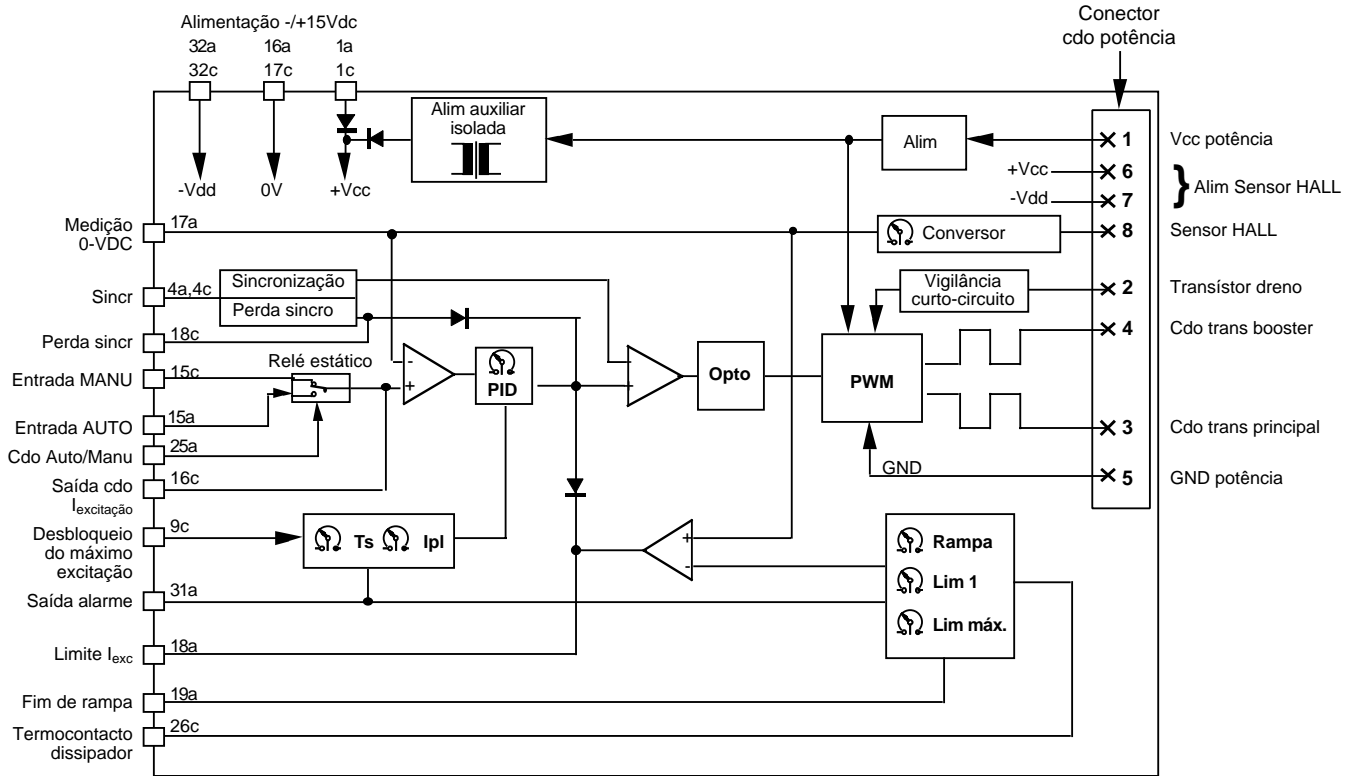 Alimentação -/+15Vdc
32a 16a 1a
32c 17c 1c
Conector
cdo potência
Alim auxiliar
isolada
Alim
1 Vcc potência
+Vcc 6
-Vdd 7
} Alim Sensor HALL
-Vdd 0V +Vcc
Medição
0-VDC
17a
Conversor
8 Sensor HALL
Sincr
4a,4c
Sincronização
Perda sincro
Vigilância
curto-circuito
2 Transístor dreno
Perda sincr
18c
4 Cdo trans booster
Entrada MANU
15c
Relé estático
-
+
PID
-
-
Opto
PWM
Entrada AUTO
15a
3 Cdo trans principal
Cdo Auto/Manu
25a
GND
5 GND potência
Saída cdo
Iexcitação
16c
Desbloqueio
do máximo
excitação
9c
Ts Ipl
+
-
Rampa
Lim 1
Lim máx.
Saída alarme
31a
Limite Iexc
18a
Fim de rampa
19a
Termocontacto
dissipador
26c